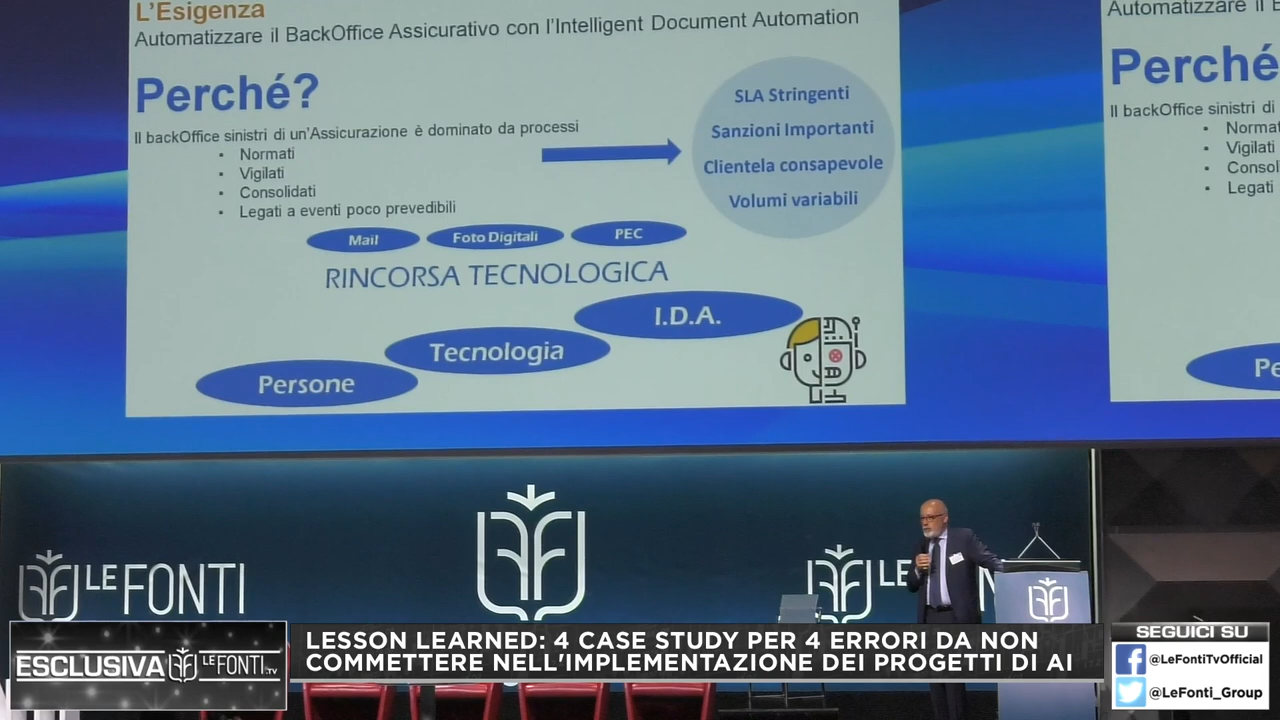 L'Esigenza
Automatizzare il BackOffice Assicurativo con l'Intelligent Document Automation
Perché?
Il backOffice sinistri di un'Assicurazione è dominato da processi
• Normati
• Vigilati
• Consolidati
• Legati a eventi poco prevedibili
SLA Stringenti
Sanzioni Importanti
Clientela consapevole
Volumi variabili
Mail
Foto Digitali
PEC
RINCORSA TECNOLOGICA
I.D.A.
Tecnologia
Persone
Automatizzare il B
Perché
Il backOffice sinistri di
• Normat
• Vigilati
• Consol
• Legati
Pe
LE FONTI
LE FON
ESCLUSIVA LE FONTI.TV
LESSON LEARNED: 4 CASE STUDY PER 4 ERRORI DA NON
COMMETTERE NELL'IMPLEMENTAZIONE DEI PROGETTI DI AI
SEGUICI SU
@LeFontiTvOfficial
@LeFonti_Group